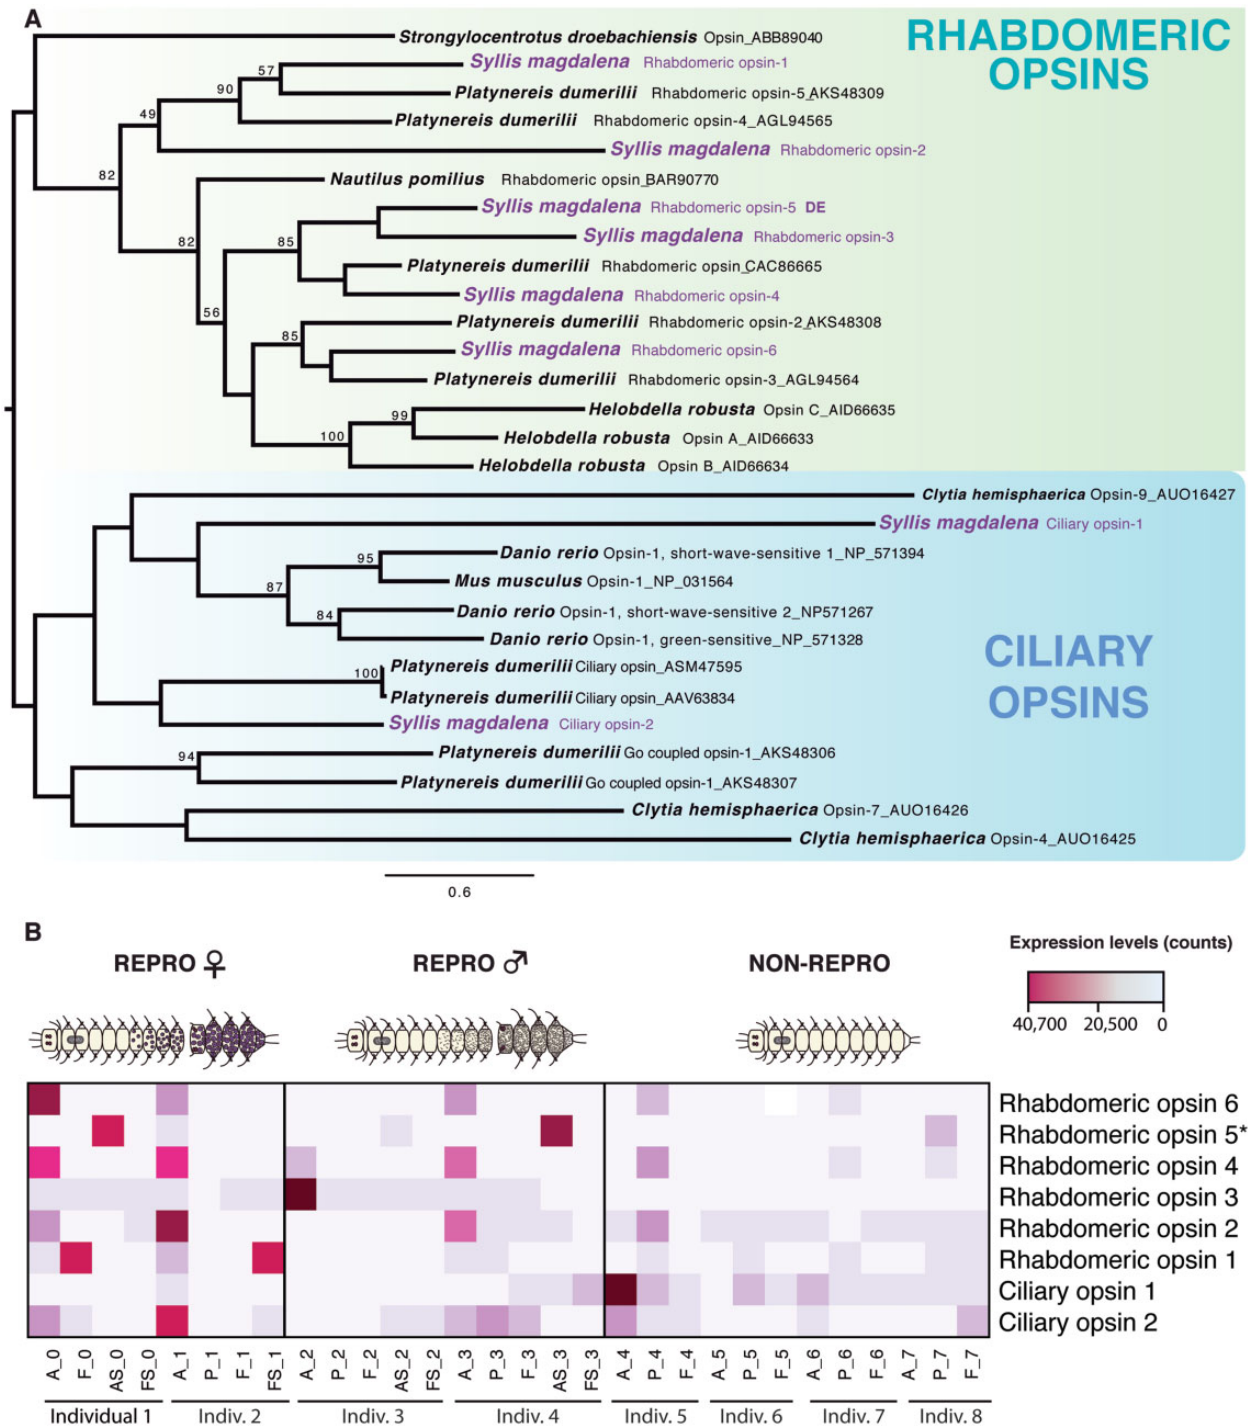 A
RHABDOMERIC
OPSINS
Strongylocentrotus droebachiensis Opsin_ABB89040
57
Syllis magdalena Rhabdomeric opsin-1
90
Platynereis dumerilii Rhabdomeric opsin-5_AKS48309
49
Platynereis dumerilii Rhabdomeric opsin-4_AGL94565
Syllis magdalena Rhabdomeric opsin-2
82
Nautilus pomilius Rhabdomeric opsin_BAR90770
Syllis magdalena Rhabdomeric opsin-5 DE
82
85
Syllis magdalena Rhabdomeric opsin-3
Platynereis dumerilii Rhabdomeric opsin_CAC86665
Syllis magdalena Rhabdomeric opsin-4
56
Platynereis dumerilii Rhabdomeric opsin-2_AKS48308
85
Syllis magdalena Rhabdomeric opsin-6
Platynereis dumerilii Rhabdomeric opsin-3_AGL94564
99
Helobdella robusta Opsin C_AID66635
100
Helobdella robusta Opsin A_AID66633
Helobdella robusta Opsin B_AID66634
Clytia hemisphaerica Opsin-9_AUO16427
Syllis magdalena Ciliary opsin-1
95
Danio rerio Opsin-1, short-wave-sensitive 1_NP_571394
87
Mus musculus Opsin-1_NP_031564
84
Danio rerio Opsin-1, short-wave-sensitive 2_NP571267
Danio rerio Opsin-1, green-sensitive_NP_571328
CILIARY
OPSINS
100
Platynereis dumerilii Ciliary opsin_ASM47595
Platynereis dumerilii Ciliary opsin_AAV63834
Syllis magdalena Ciliary opsin-2
94
Platynereis dumerilii Go coupled opsin-1_AKS48306
Platynereis dumerilii Go coupled opsin-1_AKS48307
Clytia hemisphaerica Opsin-7_AUO16426
Clytia hemisphaerica Opsin-4_AUO16425
0.6
B
REPRO ♀
REPRO ♂
NON-REPRO
Expression levels (counts)
40,700 20,500 0
Rhabdomeric opsin 6
Rhabdomeric opsin 5*
Rhabdomeric opsin 4
Rhabdomeric opsin 3
Rhabdomeric opsin 2
Rhabdomeric opsin 1
Ciliary opsin 1
Ciliary opsin 2
A_0 F_0 AS_0 FS_0 A_1 P_1 F_1 FS_1 A_2 P_2 F_2 AS_2 FS_2 A_3 P_3 F_3 AS_3 FS_3 A_4 P_4 F_4 A_5 P_5 F_5 A_6 P_6 F_6 A_7 P_7 F_7
Individual 1 Indiv. 2 Indiv. 3 Indiv. 4 Indiv. 5 Indiv. 6 Indiv. 7 Indiv. 8